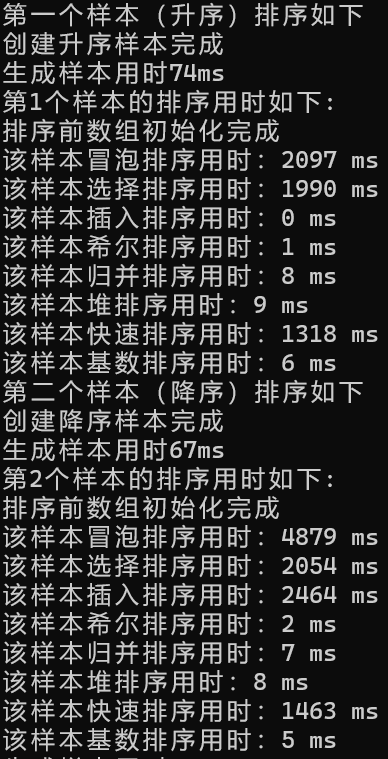 第一个样本（升序）排序如下
创建升序样本完成
生成样本用时74ms
第1个样本的排序用时如下:
排序前数组初始化完成
该样本冒泡排序用时: 2097 ms
该样本选择排序用时: 1990 ms
该样本插入排序用时: 0 ms
该样本希尔排序用时: 1 ms
该样本归并排序用时: 8 ms
该样本堆排序用时: 9 ms
该样本快速排序用时: 1318 ms
该样本基数排序用时: 6 ms
第二个样本（降序）排序如下
创建降序样本完成
生成样本用时67ms
第2个样本的排序用时如下:
排序前数组初始化完成
该样本冒泡排序用时: 4879 ms
该样本选择排序用时: 2054 ms
该样本插入排序用时: 2464 ms
该样本希尔排序用时: 2 ms
该样本归并排序用时: 7 ms
该样本堆排序用时: 8 ms
该样本快速排序用时: 1463 ms
该样本基数排序用时: 5 ms